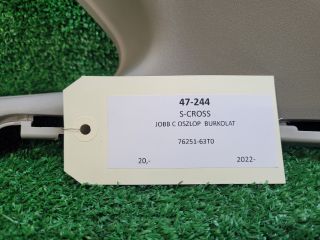 47-244
S-CROSS
JOBB C OSZLOP BURKOLAT
76251-63T0
20,- 2022-